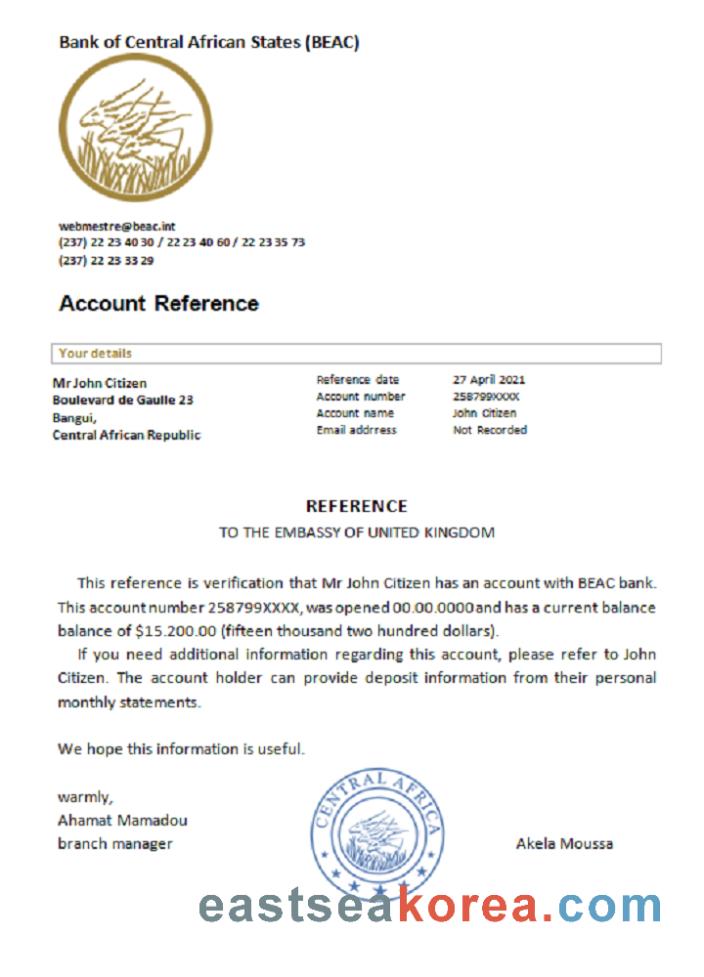 Bank of Central African States (BEAC)
webmestre@beac.int
(237) 22 23 40 30 / 22 23 40 60 / 22 23 35 73
(237) 22 23 33 29
Account Reference
Your details
Mr John Citizen
Boulevard de Gaulle 23
Bangui,
Central African Republic
Reference date 27 April 2021
Account number 258799XXXX
Account name John Citizen
Email addrress Not Recorded
REFERENCE
TO THE EMBASSY OF UNITED KINGDOM
This reference is verification that Mr John Citizen has an account with BEAC bank.
This account number 258799XXXX, was opened 00.00.0000 and has a current balance
balance of $15.200.00 (fifteen thousand two hundred dollars).
If you need additional information regarding this account, please refer to John
Citizen. The account holder can provide deposit information from their personal
monthly statements.
We hope this information is useful.
warmly,
Ahamat Mamadou
branch manager
CENTRAL AFRICA
Akela Moussa
eastseakorea.com